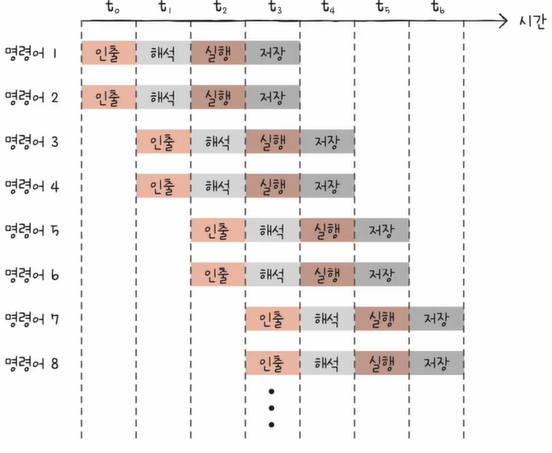 t₀ t₁ t₂ t₃ t₄ t₅ t₆
시간
명령어 1 인출 해석 실행 저장
명령어 2 인출 해석 실행 저장
명령어 3 인출 해석 실행 저장
명령어 4 인출 해석 실행 저장
명령어 5 인출 해석 실행 저장
명령어 6 인출 해석 실행 저장
명령어 7 인출 해석 실행 저장
명령어 8 인출 해석 실행 저장